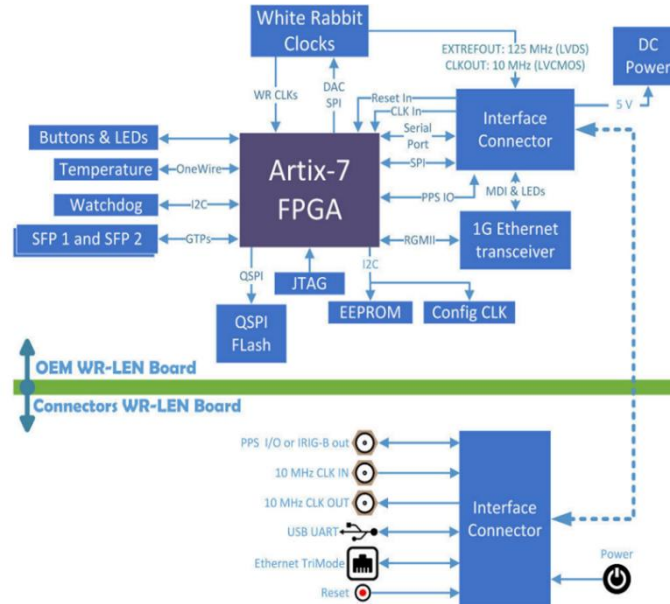 White Rabbit
Clocks
EXTREFOUT: 125 MHz (LVDS)
CLKOUT: 10 MHz (LVCMOS)
DC
Power
WR CLKs
DAC
SPI
Reset In
CLK In
Serial
Port
SPI
PPS IO
RGMII
Interface
Connector
5 V
MDI & LEDs
1G Ethernet
transceiver
Buttons & LEDs
Temperature
OneWire
Watchdog
I2C
SFP 1 and SFP 2
GTPs
Artix-7
FPGA
QSPI
JTAG
I2C
QSPI
FLash
EEPROM
Config CLK
OEM WR-LEN Board
Connectors WR-LEN Board
PPS I/O or IRIG-B out
10 MHz CLK IN
10 MHz CLK OUT
USB UART
Ethernet TriMode
Reset
Interface
Connector
Power